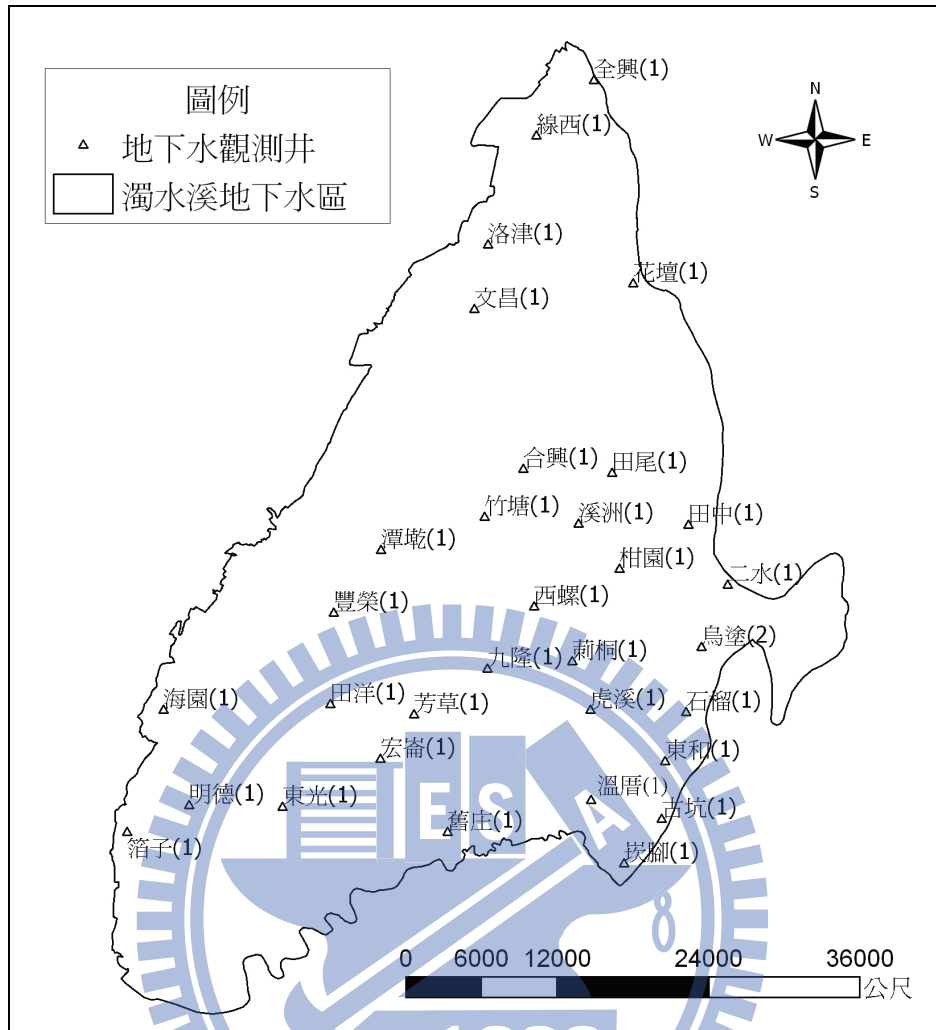 全興(1)
圖例
地下水觀測井
濁水溪地下水區
線西(1)
N
W
E
S
洛津(1)
花壇(1)
文昌(1)
合興(1)
田尾(1)
竹塘(1)
溪洲(1)
田中(1)
潭墘(1)
柑園(1)
二水(1)
豐榮(1)
西螺(1)
烏塗(2)
九隆(1)
莿桐(1)
海園(1)
田洋(1)
芳草(1)
虎溪(1)
石榴(1)
宏崙(1)
東和(1)
明德(1)
東光(1)
溫厝(1)
古坑(1)
舊庄(1)
箔子(1)
崁腳(1)
E
S
A
8
0 6000 12000 24000 36000
公尺